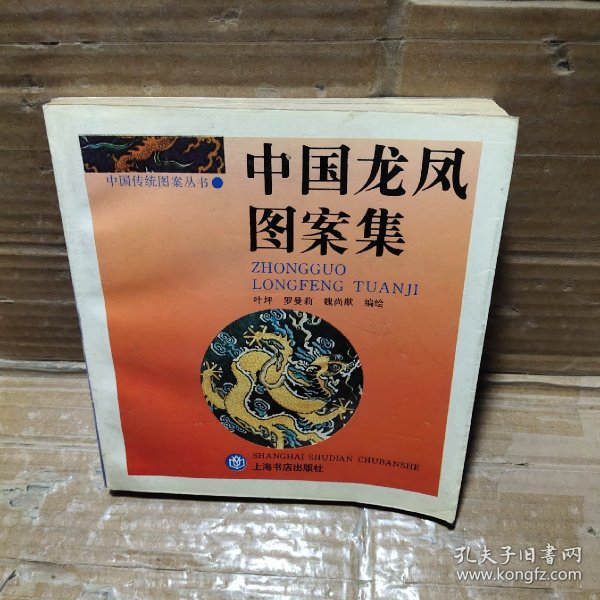 中国传统图案丛书
中国龙凤
图案集
ZHONGGUO
LONGFENG TUANJI
叶坪 罗曼莉 魏尚猷 编绘
SHANGHAI SHUDIAN CHUBANSHE
上海书店出版社
孔夫子旧书网
www.kongfz.com